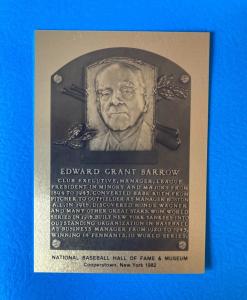 EDWARD GRANT BARROW
CLUB EXECUTIVE, MANAGER, LEAGUE
PRESIDENT IN MINORS AND MAJORS FROM
1894 TO 1945. CONVERTED BABE RUTH FROM
PITCHER TO OUTFIELDER AS MANAGER BOSTON
A.L. IN 1918. DISCOVERED HONUS WAGNER
AND MANY OTHER GREAT STARS. WON WORLD
SERIES IN 1918. BUILT NEW YORK YANKEES INTO
OUTSTANDING ORGANIZATION IN BASEBALL
AS BUSINESS MANAGER FROM 1920 TO 1945,
WINNING 14 PENNANTS, 10 WORLD SERIES.
NATIONAL BASEBALL HALL OF FAME & MUSEUM
Cooperstown, New York 1982